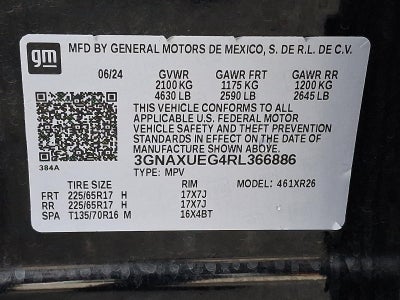 gm
MFD BY GENERAL MOTORS DE MEXICO, S. DE R.L. DE C.V.
06/24 GVWR GAWR FRT GAWR RR
2100 KG 1175 KG 1200 KG
4630 LB 2590 LB 2645 LB
THIS VEHICLE CONFORMS TO ALL
APPLICABLE U.S. FEDERAL MOTOR
VEHICLE SAFETY AND THEFT PREVENTION
STANDARDS IN EFFECT ON THE DATE OF
MANUFACTURE SHOWN ABOVE.
384A 3GNAXUEG4RL366886
TYPE: MPV
TIRE SIZE RIM MODEL: 461XR26
FRT 225/65R17 H 17X7J
RR 225/65R17 H 17X7J
SPA T135/70R16 M 16X4BT